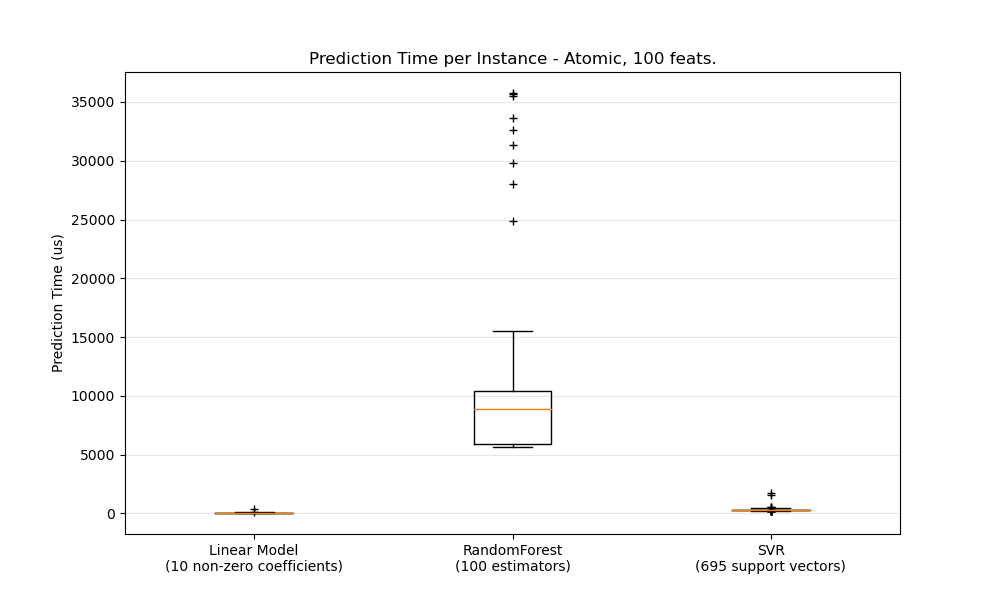 Prediction Time per Instance - Atomic, 100 feats.
Prediction Time (us)
35000
30000
25000
20000
15000
10000
5000
0
Linear Model
(10 non-zero coefficients)
RandomForest
(100 estimators)
SVR
(695 support vectors)